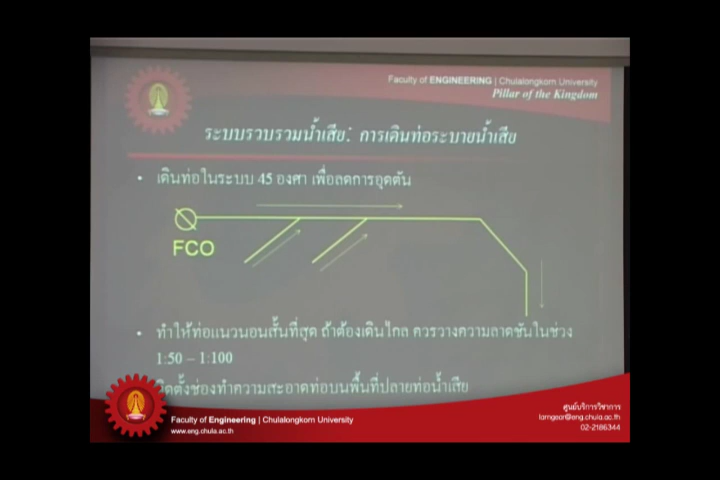 Faculty of ENGINEERING | Chulalongkorn University
Pillar of the Kingdom
ระบบรวบรวมน้ำเสีย: การเดินท่อระบายน้ำเสีย
• เดินท่อในระบบ 45 องศา เพื่อลดการอุดตัน
FCO
• ทำให้ท่อแนวนอนสั้นที่สุด ถ้าต้องเดินไกล ควรวางความลาดชันในช่วง
1:50 – 1:100
ติดตั้งช่องทำความสะอาดท่อบนพื้นที่ปลายท่อน้ำเสีย
ศูนย์บริการวิชาการ
lamgear@eng.chula.ac.th
02-2186344
Faculty of Engineering | Chulalongkorn University
www.eng.chula.ac.th